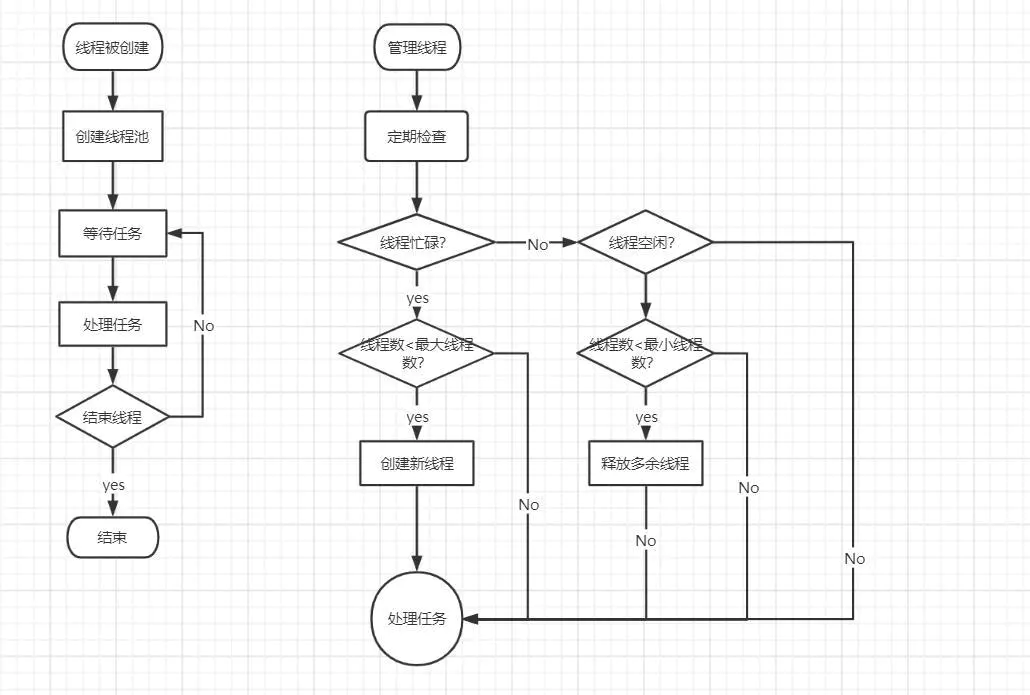 线程被创建
创建线程池
等待任务
处理任务
No
结束线程
yes
结束
管理线程
定期检查
线程忙碌?
No
线程空闲?
yes
线程数<最大线程
数?
线程数<最小线程
数?
yes
yes
创建新线程
释放多余线程
No
No
No
No
处理任务